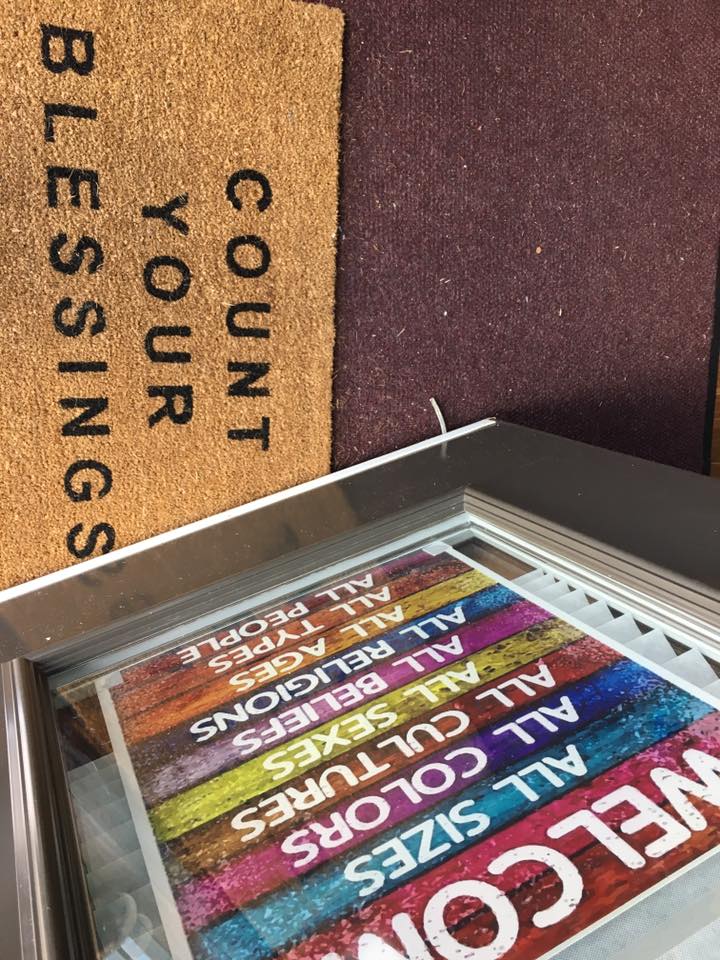 COUNT
YOUR
BLESSINGS
WELCOM
ALL SIZES
ALL COLORS
ALL CULTURES
ALL SEXES
ALL BELIEFS
ALL RELIGIONS
ALL AGES
ALL TYPES
ALL PEOPLE